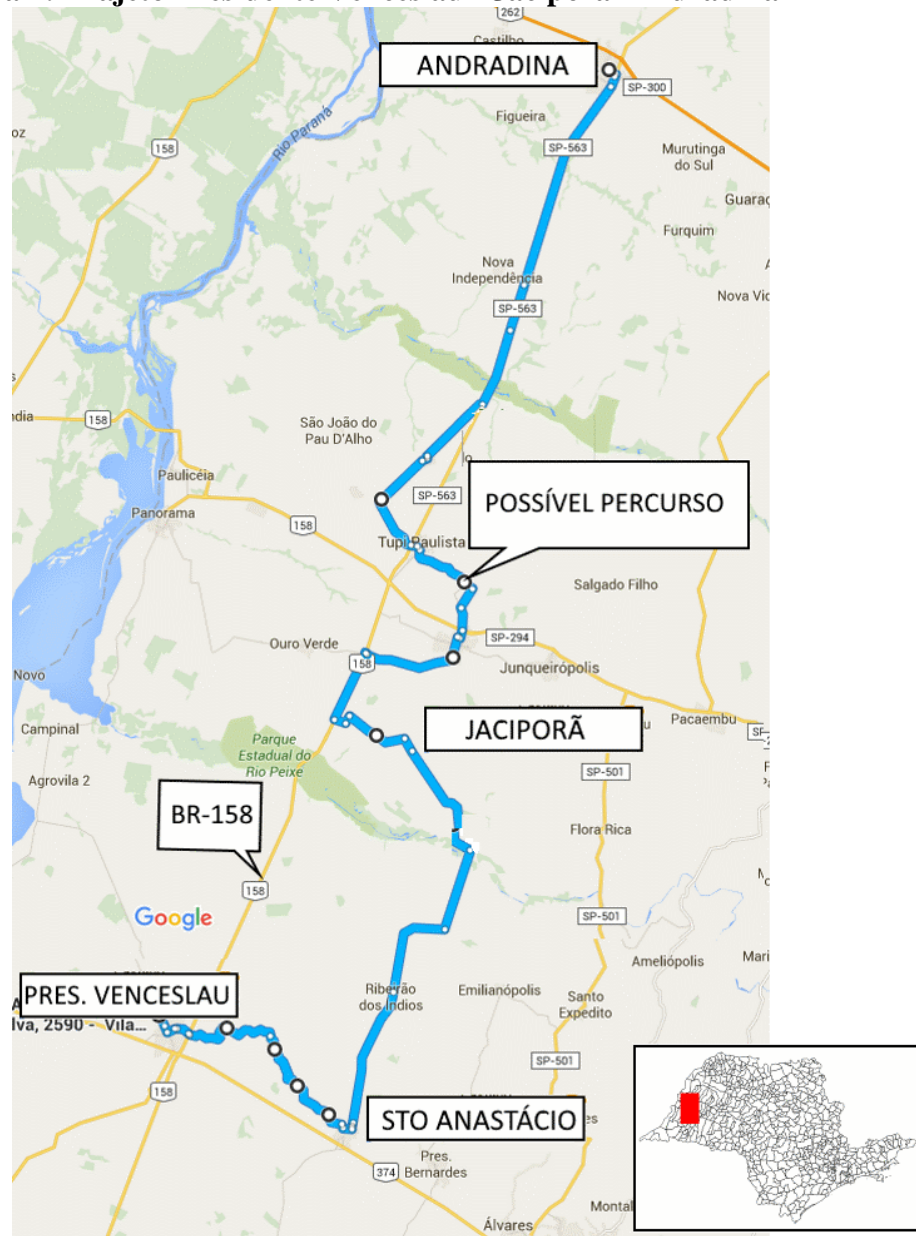 262
Castilho
ANDRADINA
SP-300
Figueira
Rio Paraná
158
SP-563
Murutinga
do Sul
Furquim
Nova
Independência
SP-563
158
São João do
Pau D'Alho
Paulicéia
SP-563
POSSÍVEL PERCURSO
Panorama
158
Tupi Paulista
Salgado Filho
Ouro Verde
SP-294
158
Junqueirópolis
Novo
Campinal
JACIPORÃ
Pacaembu
Parque
Estadual do
Rio Peixe
SP-501
Agrovila 2
BR-158
Flora Rica
158
Google
SP-501
Ameliópolis
PRES. VENCESLAU
Ribeirão
dos Índios
Emilianópolis
Santo
Expedito
lva, 2590 - Vila...
SP-501
158
STO ANASTÁCIO
Pres.
Bernardes
374
Álvares